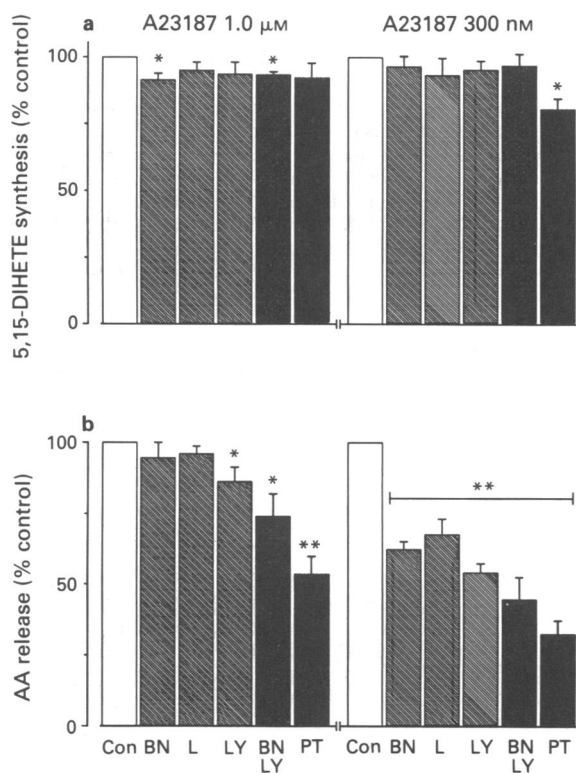 A23187 1.0 μM
A23187 300 nM
a
5,15-DIHETE synthesis (% control)
100
50
0
*
*
*
b
AA release (% control)
100
50
0
*
*
**
**
Con BN L LY BN LY PT
Con BN L LY BN LY PT